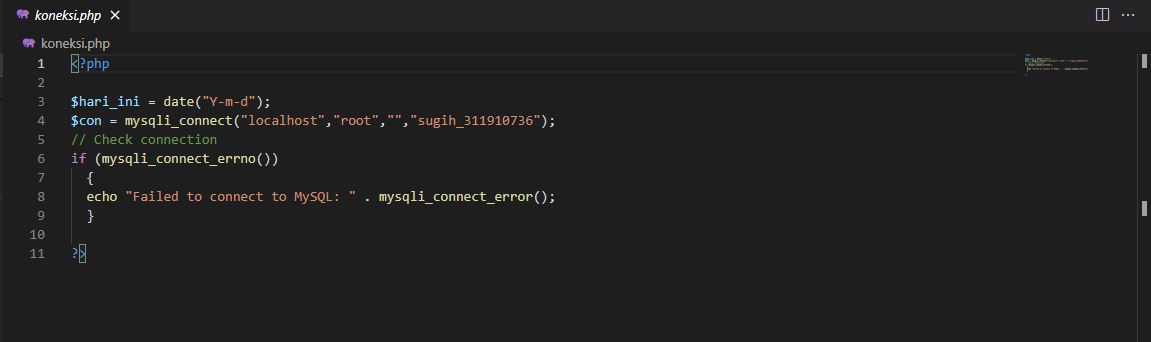 koneksi.php
koneksi.php
1 <?php
2
3 $hari_ini = date("Y-m-d");
4 $con = mysqli_connect("localhost","root","","sugih_311910736");
5 // Check connection
6 if (mysqli_connect_errno())
7 {
8 echo "Failed to connect to MySQL: " . mysqli_connect_error();
9 }
10
11 ?>